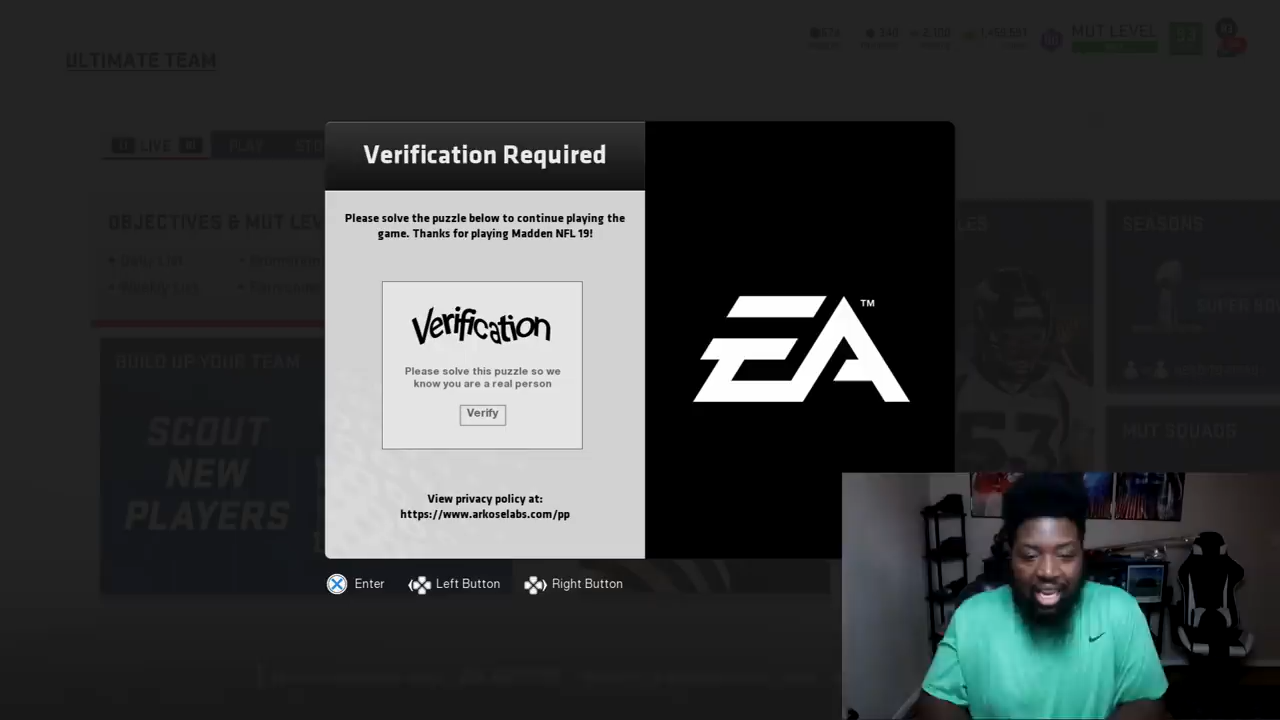 ULTIMATE TEAM
MUT LEVEL
LIVE
PLAY
Verification Required
Please solve the puzzle below to continue playing the
game. Thanks for playing Madden NFL 19!
OBJECTIVES & MUT
SEASONS
Verification
Please solve this puzzle so we
know you are a real person
Verify
EA™
BUILD UP YOUR TEAM
SCOUT
NEW
PLAYERS
MUT SQUADS
View privacy policy at:
https://www.arkoselabs.com/pp
Enter
Left Button
Right Button